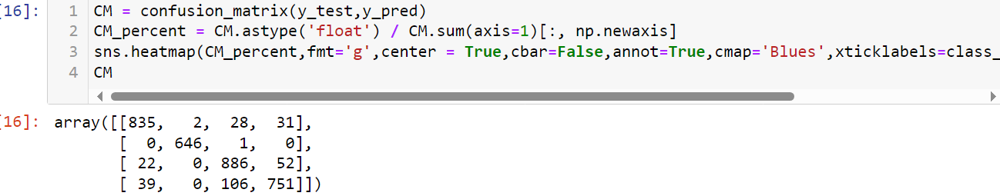 [16]:
1 CM = confusion_matrix(y_test,y_pred)
2 CM_percent = CM.astype('float') / CM.sum(axis=1)[:, np.newaxis]
3 sns.heatmap(CM_percent,fmt='g',center = True,cbar=False,annot=True,cmap='Blues',xticklabels=class_
4 CM
[16]: array([[835,   2,  28,  31],
       [  0, 646,   1,   0],
       [ 22,   0, 886,  52],
       [ 39,   0, 106, 751]])